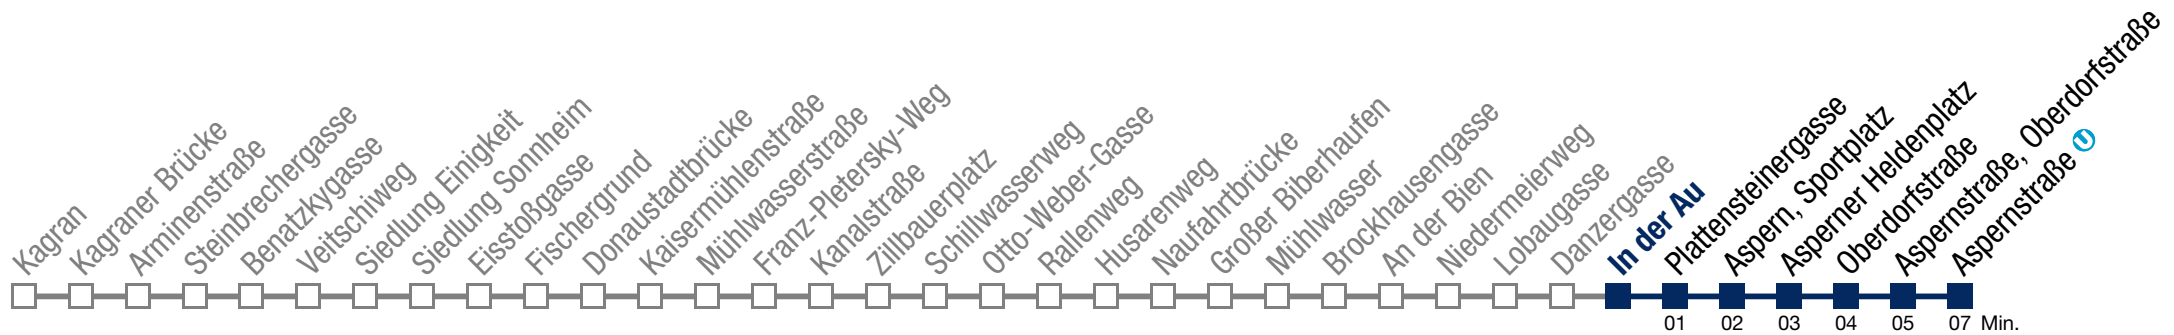 Kagran
Kagraner Brücke
Arminenstraße
Steinbrechergasse
Benatzkygasse
Veitschiweg
Siedlung Einigkeit
Siedlung Sonnheim
Eisstoßgasse
Fischergrund
Donaustadtbrücke
Kaisermühlenstraße
Mühlwasserstraße
Franz-Pletersky-Weg
Kanalstraße
Zillbauerplatz
Schillwasserweg
Otto-Weber-Gasse
Rallenweg
Husarenweg
Naufahrtbrücke
Großer Biberhaufen
Mühlwasser
Brockhausengasse
An der Bien
Niedermeierweg
Lobaugasse
Danzergasse
In der Au
Plattensteinergasse
Aspern, Sportplatz
Asperner Heldenplatz
Oberdorfstraße
Aspernstraße, Oberdorfstraße
Aspernstraße U
01 02 03 04 05 07 Min.